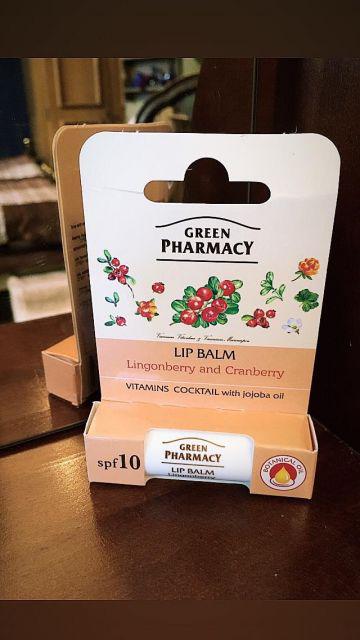 GREEN
PHARMACY
LIP BALM
Lingonberry and Cranberry
VITAMINS COCKTAIL with jojoba oil
spf10
GREEN
PHARMACY
LIP BALM
Lingonberry
BOTANICAL OIL